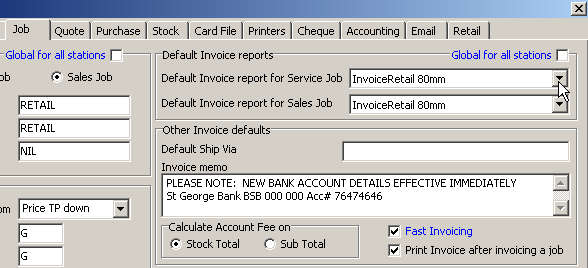 Job Quote Purchase Stock Card File Printers Cheque Accounting Email Retail
Global for all stations
ob Sales Job
RETAIL
RETAIL
NIL
om Price TP down
G
G
Default Invoice reports Global for all stations
Default Invoice report for Service Job InvoiceRetail 80mm
Default Invoice report for Sales Job InvoiceRetail 80mm
Other Invoice defaults
Default Ship Via
Invoice memo
PLEASE NOTE: NEW BANK ACCOUNT DETAILS EFFECTIVE IMMEDIATELY
St George Bank BSB 000 000 Acc# 76474646
Calculate Account Fee on
Stock Total Sub Total
Fast Invoicing
Print Invoice after invoicing a job